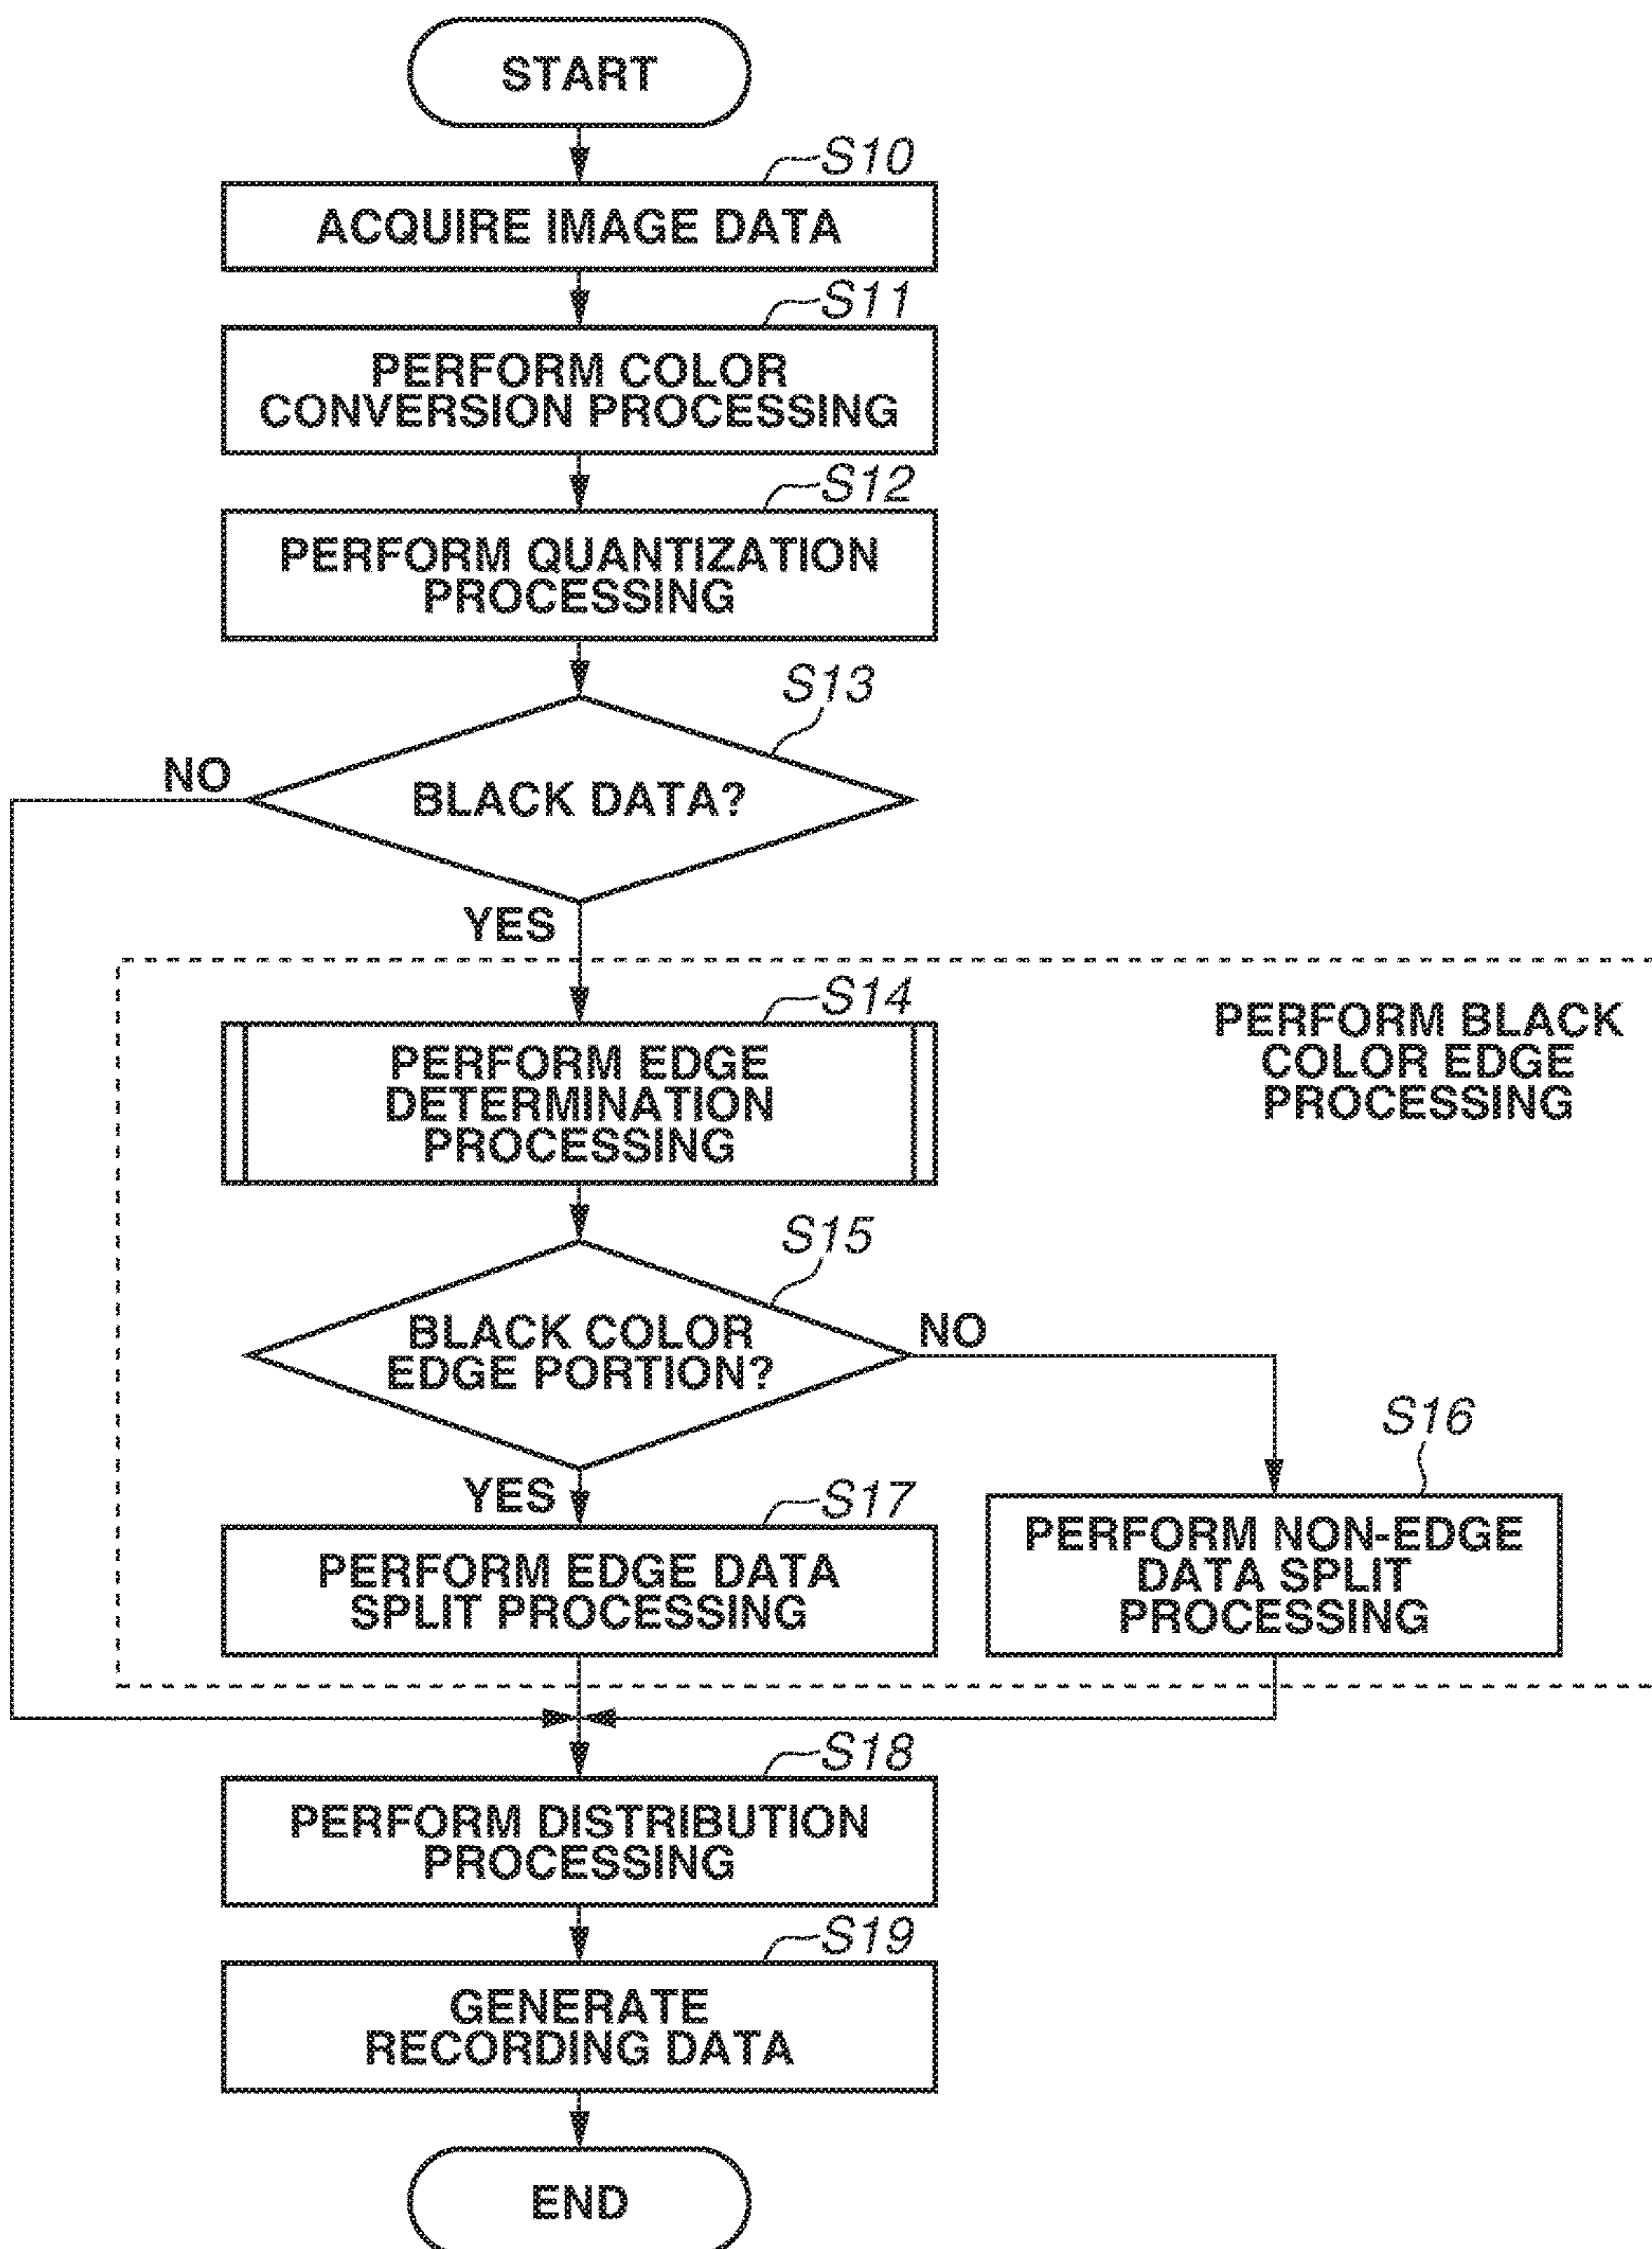 START
S10
ACQUIRE IMAGE DATA
S11
PERFORM COLOR
CONVERSION PROCESSING
S12
PERFORM QUANTIZATION
PROCESSING
S13
NO
BLACK DATA?
YES
S14
PERFORM BLACK
COLOR EDGE
PROCESSING
PERFORM EDGE
DETERMINATION
PROCESSING
S15
BLACK COLOR
EDGE PORTION?
NO
S16
YES
S17
PERFORM EDGE DATA
SPLIT PROCESSING
PERFORM NON-EDGE
DATA SPLIT
PROCESSING
S18
PERFORM DISTRIBUTION
PROCESSING
S19
GENERATE
RECORDING DATA
END